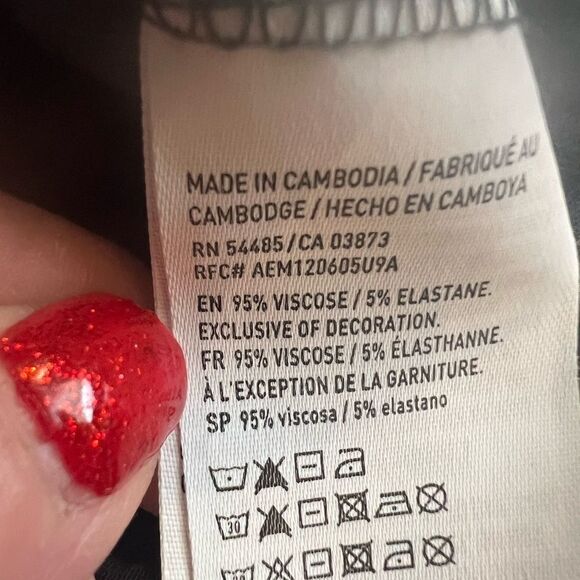 MADE IN CAMBODIA / FABRIQUÉ AU
CAMBODGE / HECHO EN CAMBOYA
RN 54485 / CA 03873
RFC# AEM120605U9A
EN 95% VISCOSE / 5% ELASTANE.
EXCLUSIVE OF DECORATION.
FR 95% VISCOSE / 5% ÉLASTHANNE.
À L'EXCEPTION DE LA GARNITURE.
SP 95% viscosa / 5% elastano
30